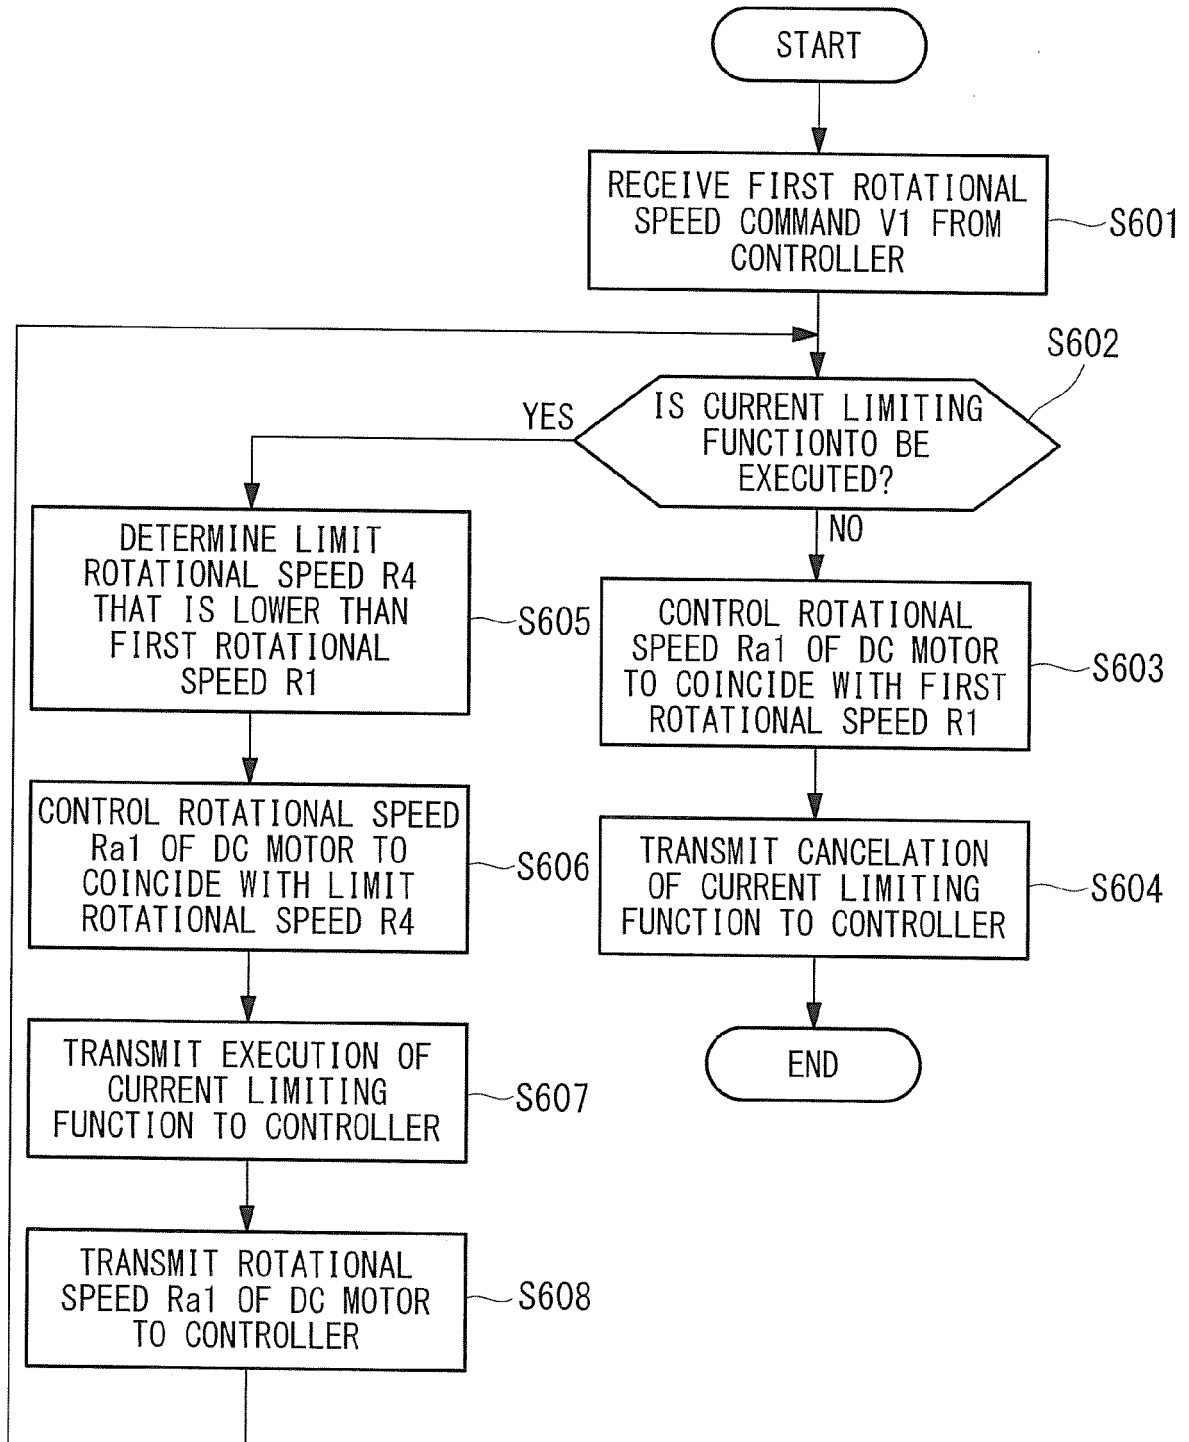 START
RECEIVE FIRST ROTATIONAL
SPEED COMMAND V1 FROM
CONTROLLER
S601
S602
IS CURRENT LIMITING
FUNCTIONTO BE
EXECUTED?
YES
NO
CONTROL ROTATIONAL
SPEED Ra1 OF DC MOTOR
TO COINCIDE WITH FIRST
ROTATIONAL SPEED R1
S603
TRANSMIT CANCELATION
OF CURRENT LIMITING
FUNCTION TO CONTROLLER
S604
END
DETERMINE LIMIT
ROTATIONAL SPEED R4
THAT IS LOWER THAN
FIRST ROTATIONAL
SPEED R1
S605
CONTROL ROTATIONAL SPEED
Ra1 OF DC MOTOR TO
COINCIDE WITH LIMIT
ROTATIONAL SPEED R4
S606
TRANSMIT EXECUTION OF
CURRENT LIMITING
FUNCTION TO CONTROLLER
S607
TRANSMIT ROTATIONAL
SPEED Ra1 OF DC MOTOR
TO CONTROLLER
S608